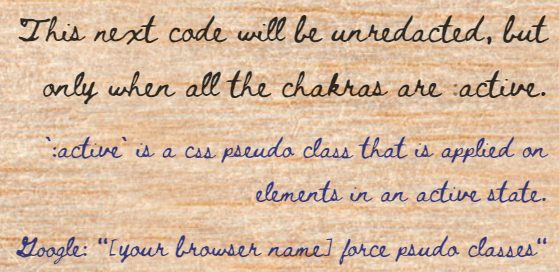 This next code will be unredacted, but
only when all the chakras are :active.
`:active` is a css pseudo class that is applied on
elements in an active state.
Google: "[your browser name] force psudo classes"